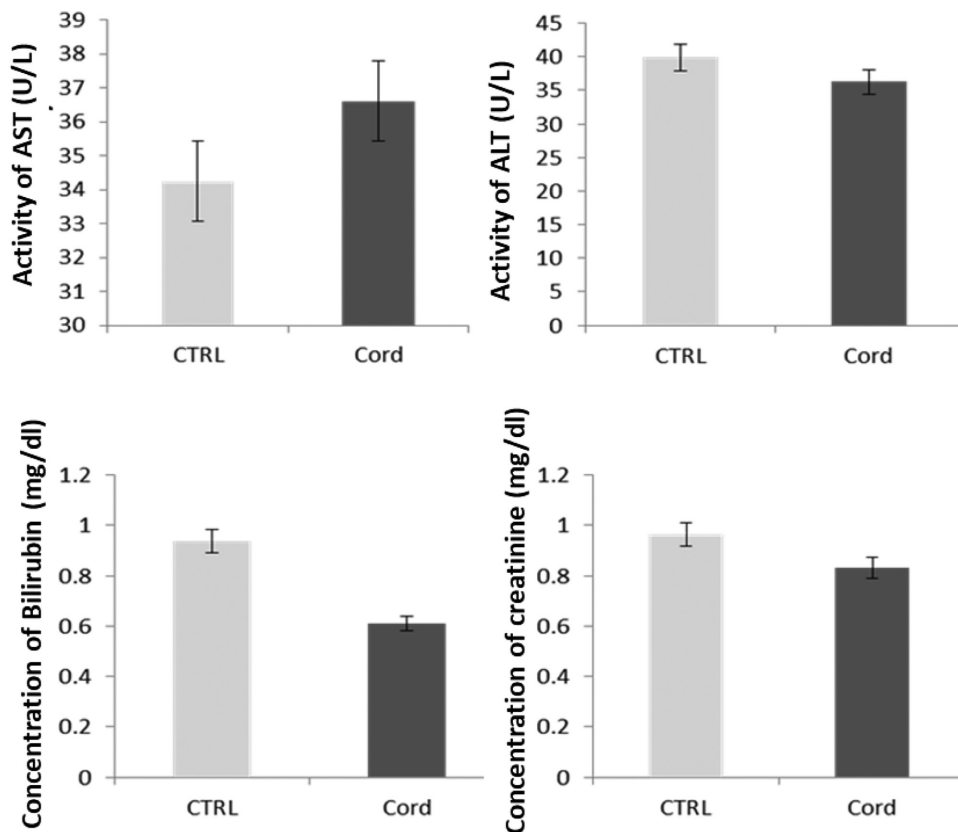 Activity of AST (U/L)
39
38
37
36
35
34
33
32
31
30
CTRL
Cord
Activity of ALT (U/L)
45
40
35
30
25
20
15
10
5
0
CTRL
Cord
Concentration of Bilirubin (mg/dl)
1.2
1
0.8
0.6
0.4
0.2
0
CTRL
Cord
Concentration of creatinine (mg/dl)
1.2
1
0.8
0.6
0.4
0.2
0
CTRL
Cord